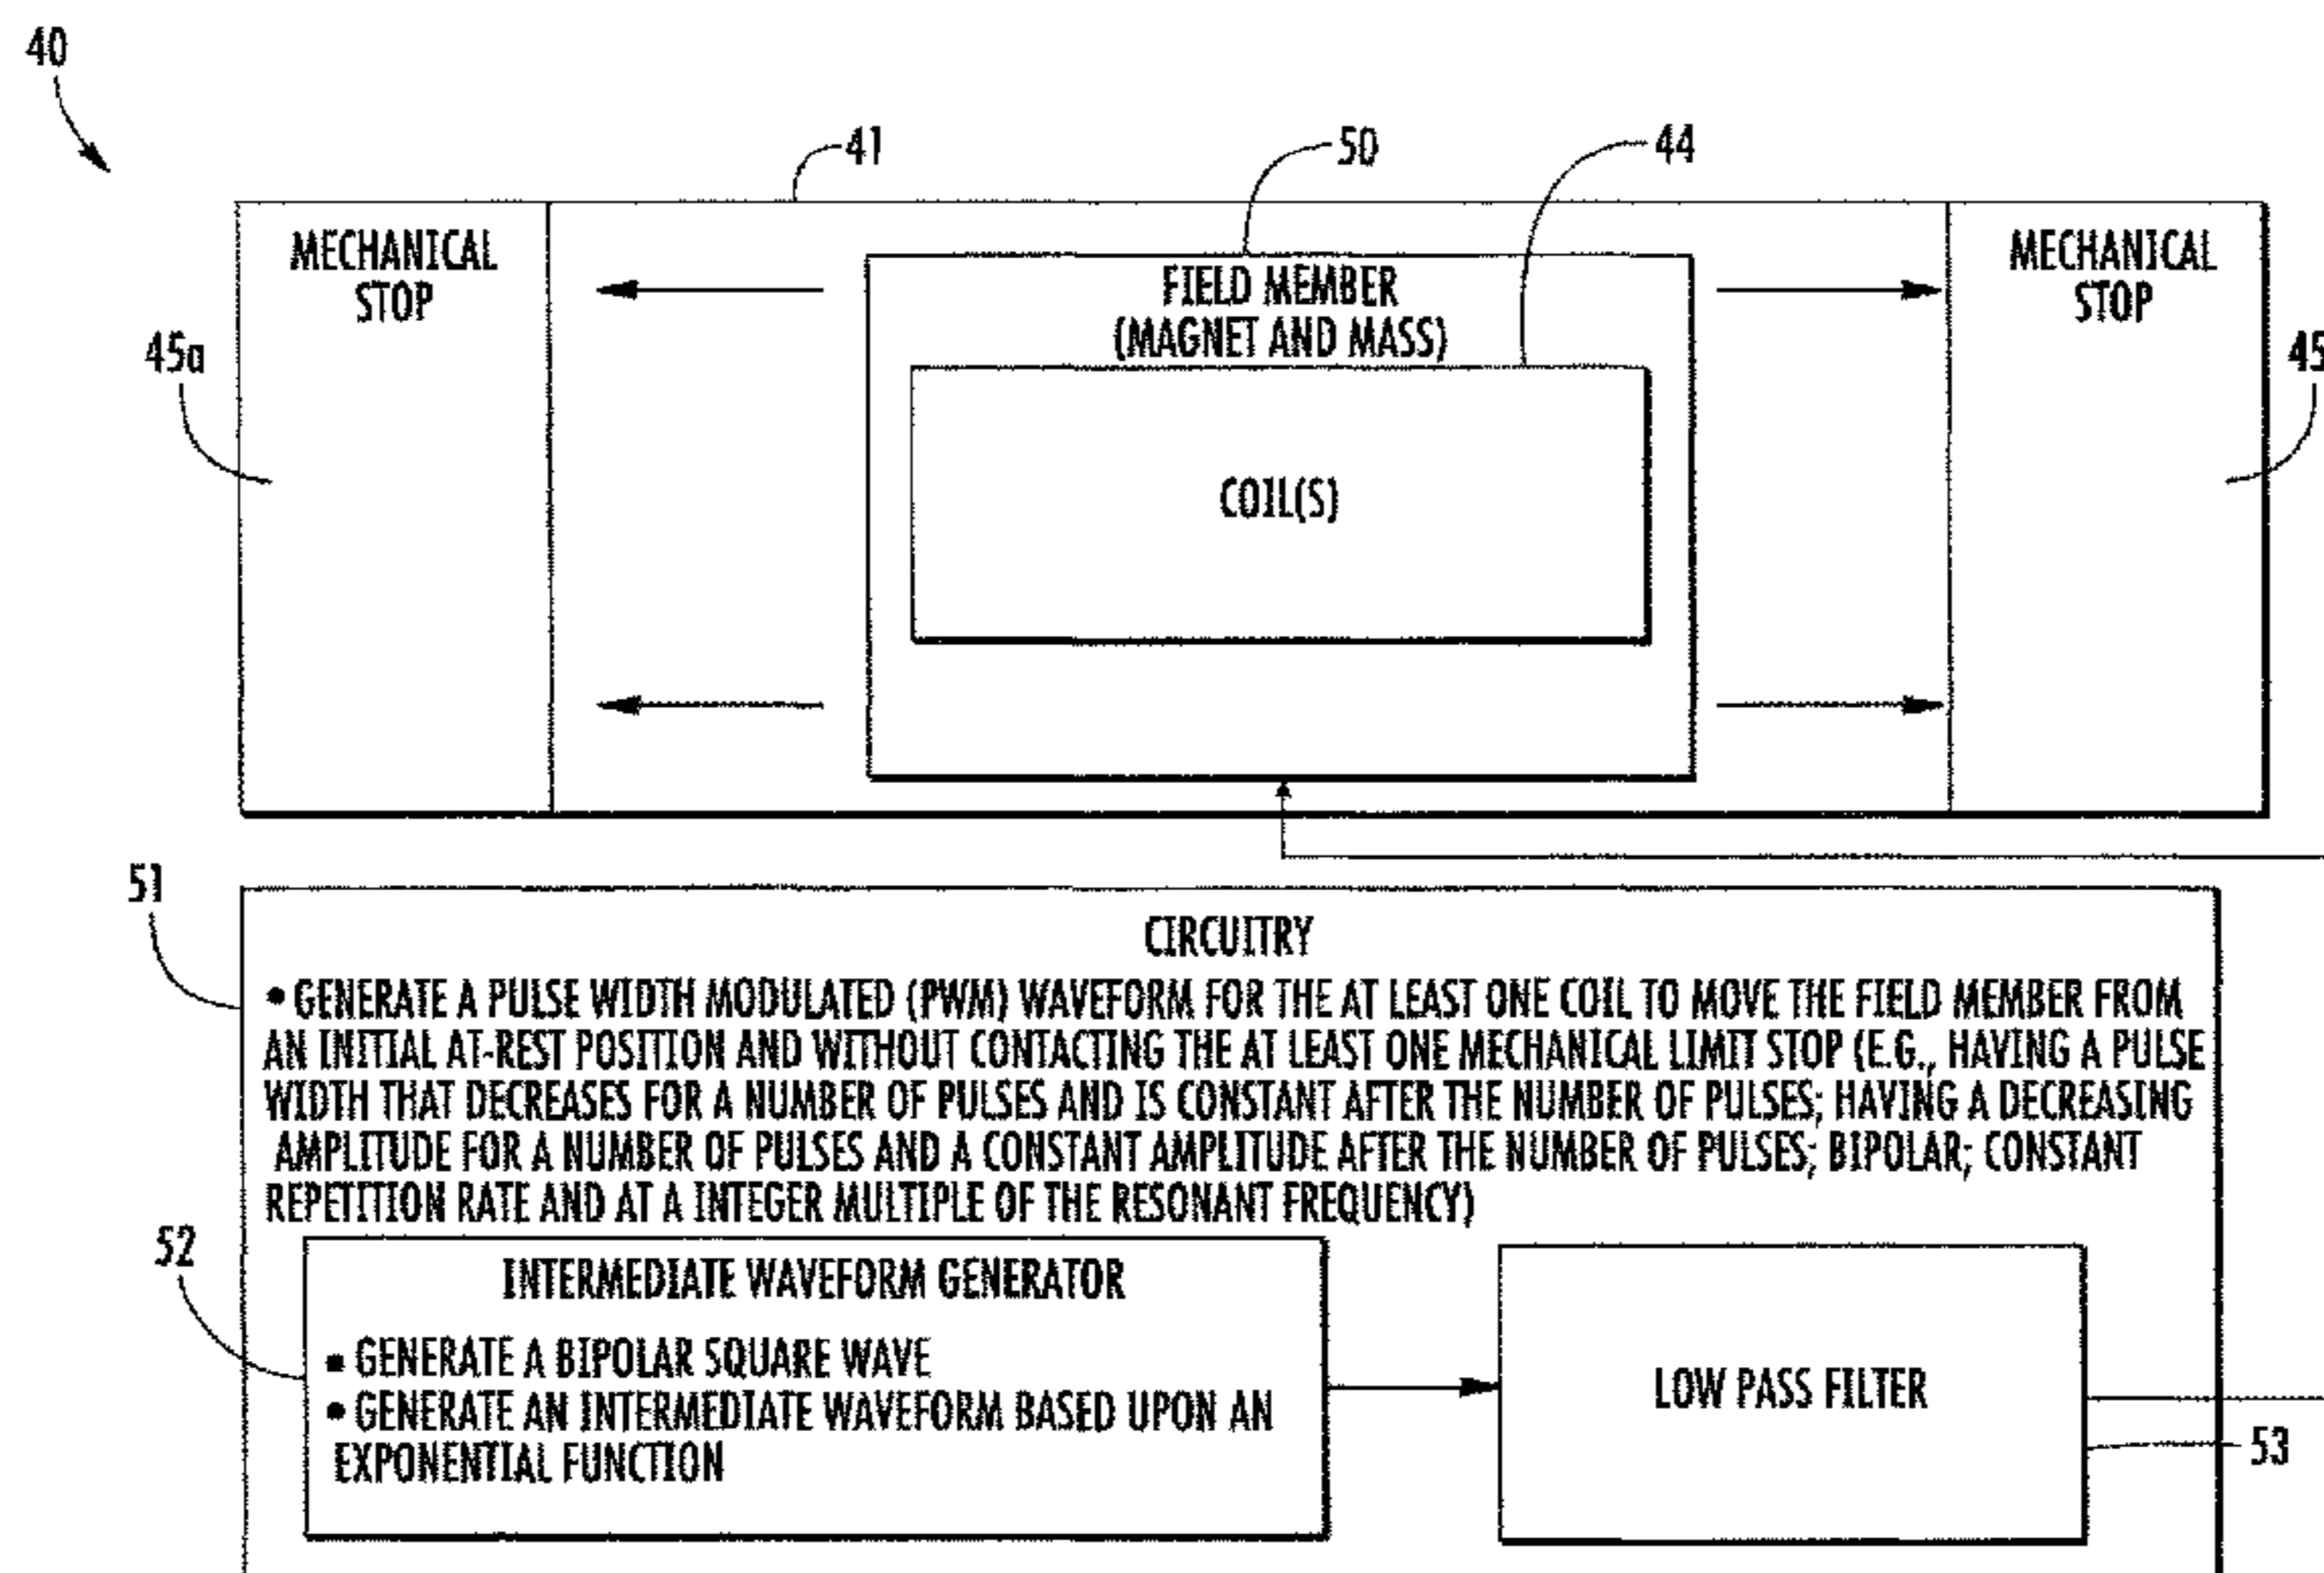 40
41
50
44
MECHANICAL
STOP
FIELD MEMBER
(MAGNET AND MASS)
MECHANICAL
STOP
45a
45
COIL(S)
51
CIRCUITRY
• GENERATE A PULSE WIDTH MODULATED (PWM) WAVEFORM FOR THE AT LEAST ONE COIL TO MOVE THE FIELD MEMBER FROM
AN INITIAL AT-REST POSITION AND WITHOUT CONTACTING THE AT LEAST ONE MECHANICAL LIMIT STOP (E.G., HAVING A PULSE
WIDTH THAT DECREASES FOR A NUMBER OF PULSES AND IS CONSTANT AFTER THE NUMBER OF PULSES; HAVING A DECREASING
AMPLITUDE FOR A NUMBER OF PULSES AND A CONSTANT AMPLITUDE AFTER THE NUMBER OF PULSES; BIPOLAR; CONSTANT
REPETITION RATE AND AT A INTEGER MULTIPLE OF THE RESONANT FREQUENCY)
52
INTERMEDIATE WAVEFORM GENERATOR
• GENERATE A BIPOLAR SQUARE WAVE
• GENERATE AN INTERMEDIATE WAVEFORM BASED UPON AN
EXPONENTIAL FUNCTION
LOW PASS FILTER
53